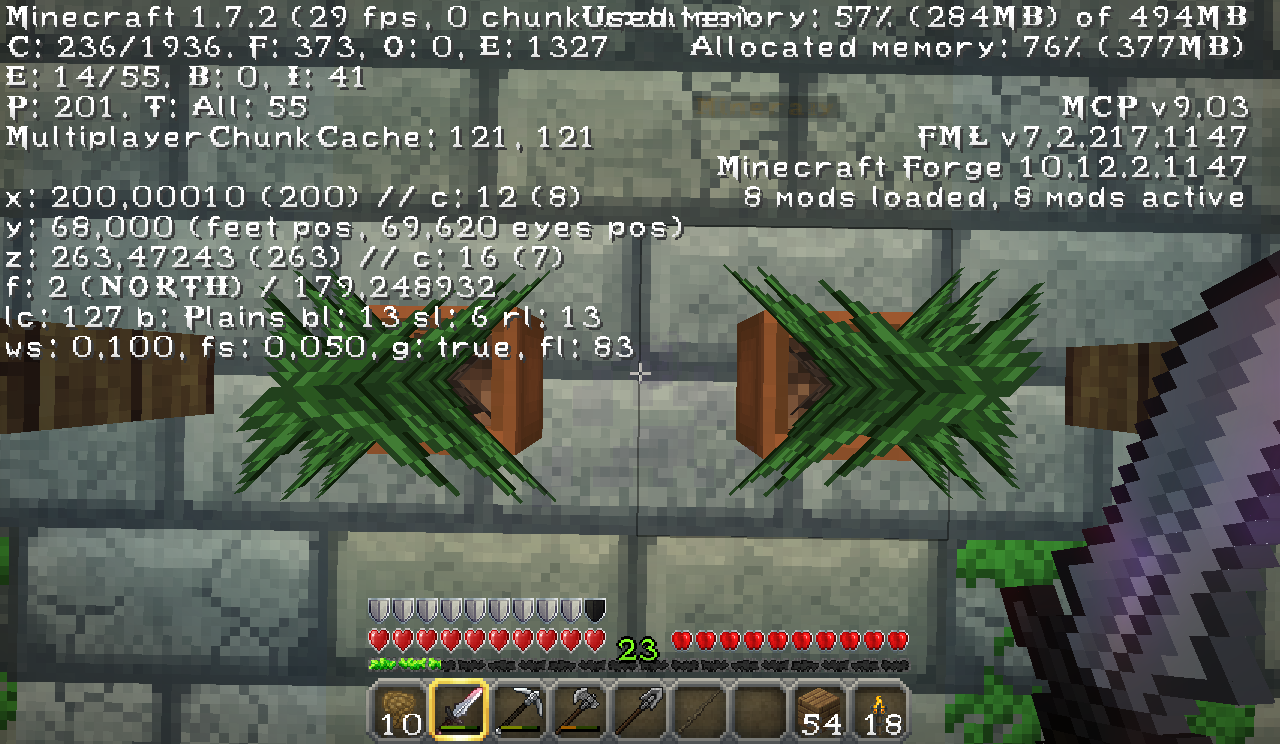 Minecraft 1.7.2 (29 fps, 0 chunk
Used memory: 57% (284MB) of 494MB
C: 236/1936. F: 373, O: 0, E: 1327
Allocated memory: 76% (377MB)
E: 14/55. B: 0, I: 41
P: 201. T: All: 55
MultiplayerChunkCache: 121, 121
MCP v9.03
FML v7.2.217.1147
Minecraft Forge 10.12.2.1147
8 mods loaded, 8 mods active
x: 200,00010 (200) // c: 12 (8)
y: 68,000 (feet pos, 69,620 eyes pos)
z: 263,47243 (263) // c: 16 (7)
f: 2 (NORTH) / 179,248932
lc: 127 b: Plains bl: 13 sl: 6 rl: 13
ws: 0,100, fs: 0,050, g: true, fl: 83
23
10
54
18